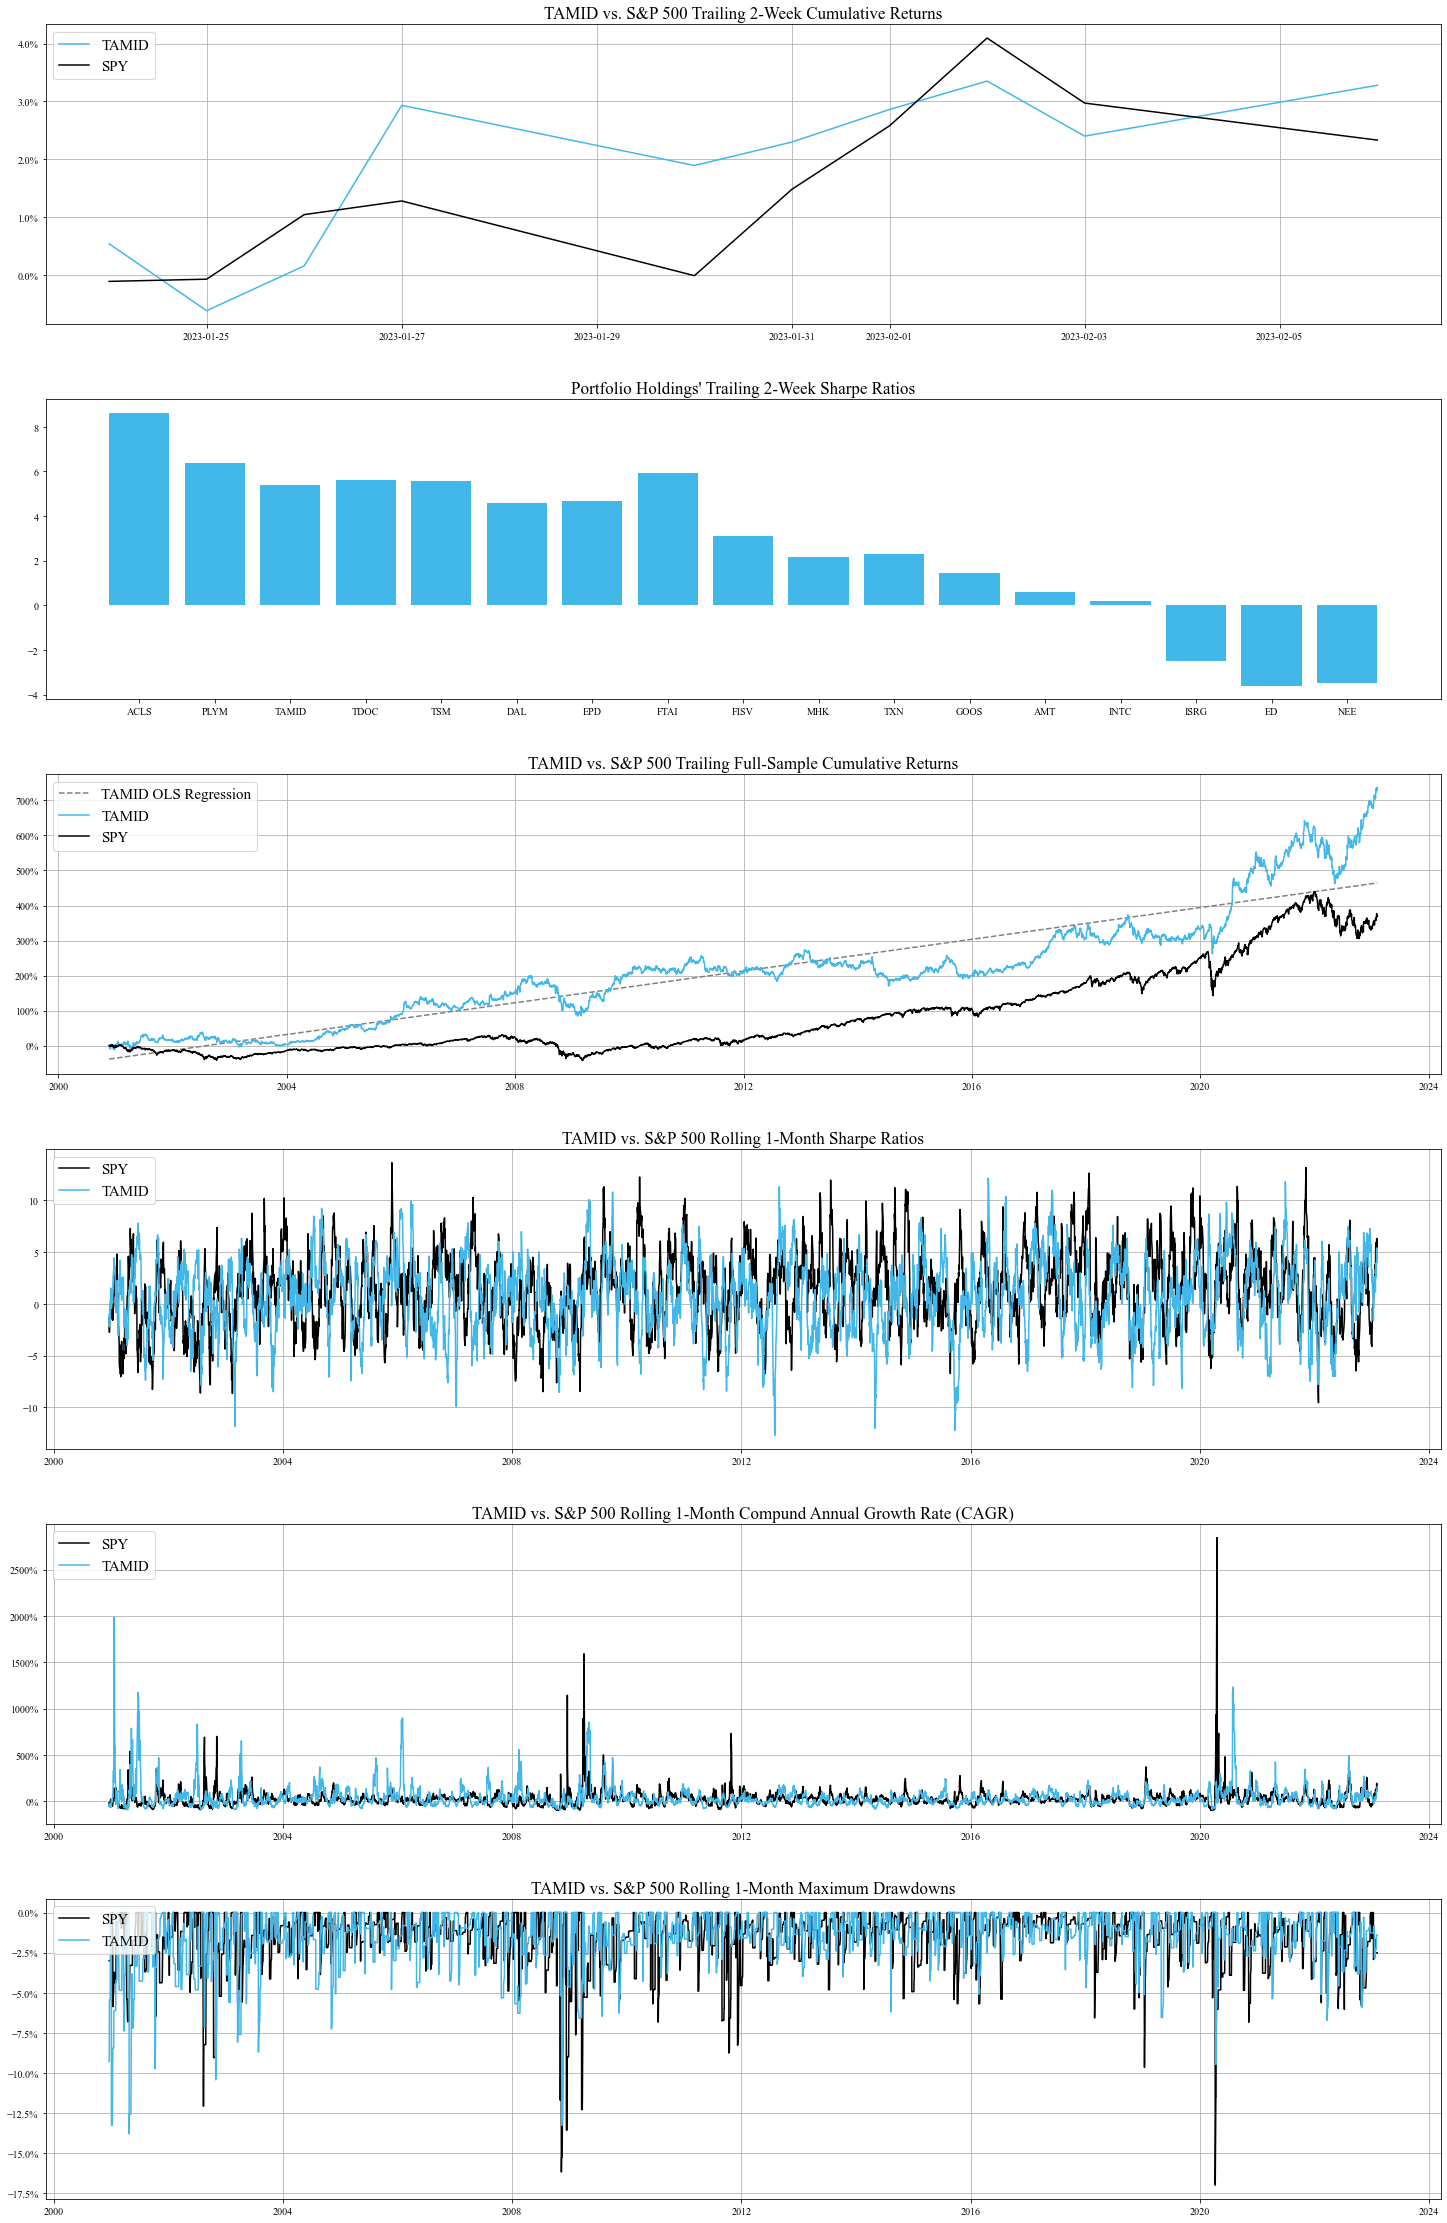 TAMID vs. S&P 500 Trailing 2-Week Cumulative Returns
TAMID
SPY
4.0%
3.0%
2.0%
1.0%
0.0%
2023-01-25 2023-01-27 2023-01-29 2023-01-31 2023-02-01 2023-02-03 2023-02-05
Portfolio Holdings' Trailing 2-Week Sharpe Ratios
8
6
4
2
0
−2
−4
ACLS PLYM TAMID TDOC TSM DAL EPD FTAI FISV MHK TXN GOOS AMT INTC ISRG ED NEE
TAMID vs. S&P 500 Trailing Full-Sample Cumulative Returns
TAMID OLS Regression
TAMID
SPY
700%
600%
500%
400%
300%
200%
100%
0%
2000 2004 2008 2012 2016 2020 2024
TAMID vs. S&P 500 Rolling 1-Month Sharpe Ratios
SPY
TAMID
10
5
0
−5
−10
2000 2004 2008 2012 2016 2020 2024
TAMID vs. S&P 500 Rolling 1-Month Compund Annual Growth Rate (CAGR)
SPY
TAMID
2500%
2000%
1500%
1000%
500%
0%
2000 2004 2008 2012 2016 2020 2024
TAMID vs. S&P 500 Rolling 1-Month Maximum Drawdowns
SPY
TAMID
0.0%
−2.5%
−5.0%
−7.5%
−10.0%
−12.5%
−15.0%
−17.5%
2000 2004 2008 2012 2016 2020 2024